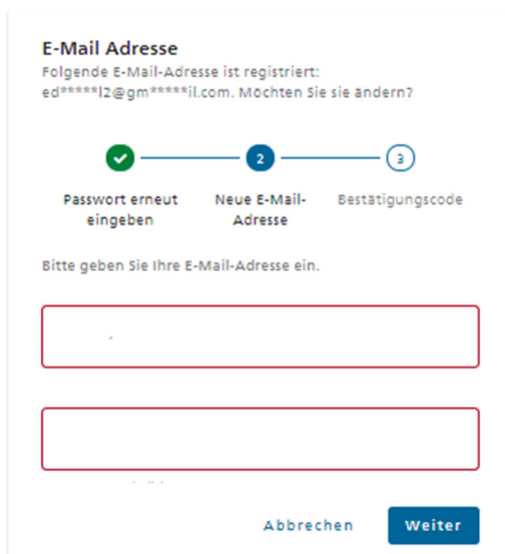 E-Mail Adresse
Folgende E-Mail-Adresse ist registriert:
ed*****l2@gm*****il.com. Möchten Sie sie ändern?
2
3
Passwort erneut eingeben
Neue E-Mail-Adresse
Bestätigungscode
Bitte geben Sie Ihre E-Mail-Adresse ein.
Abbrechen
Weiter